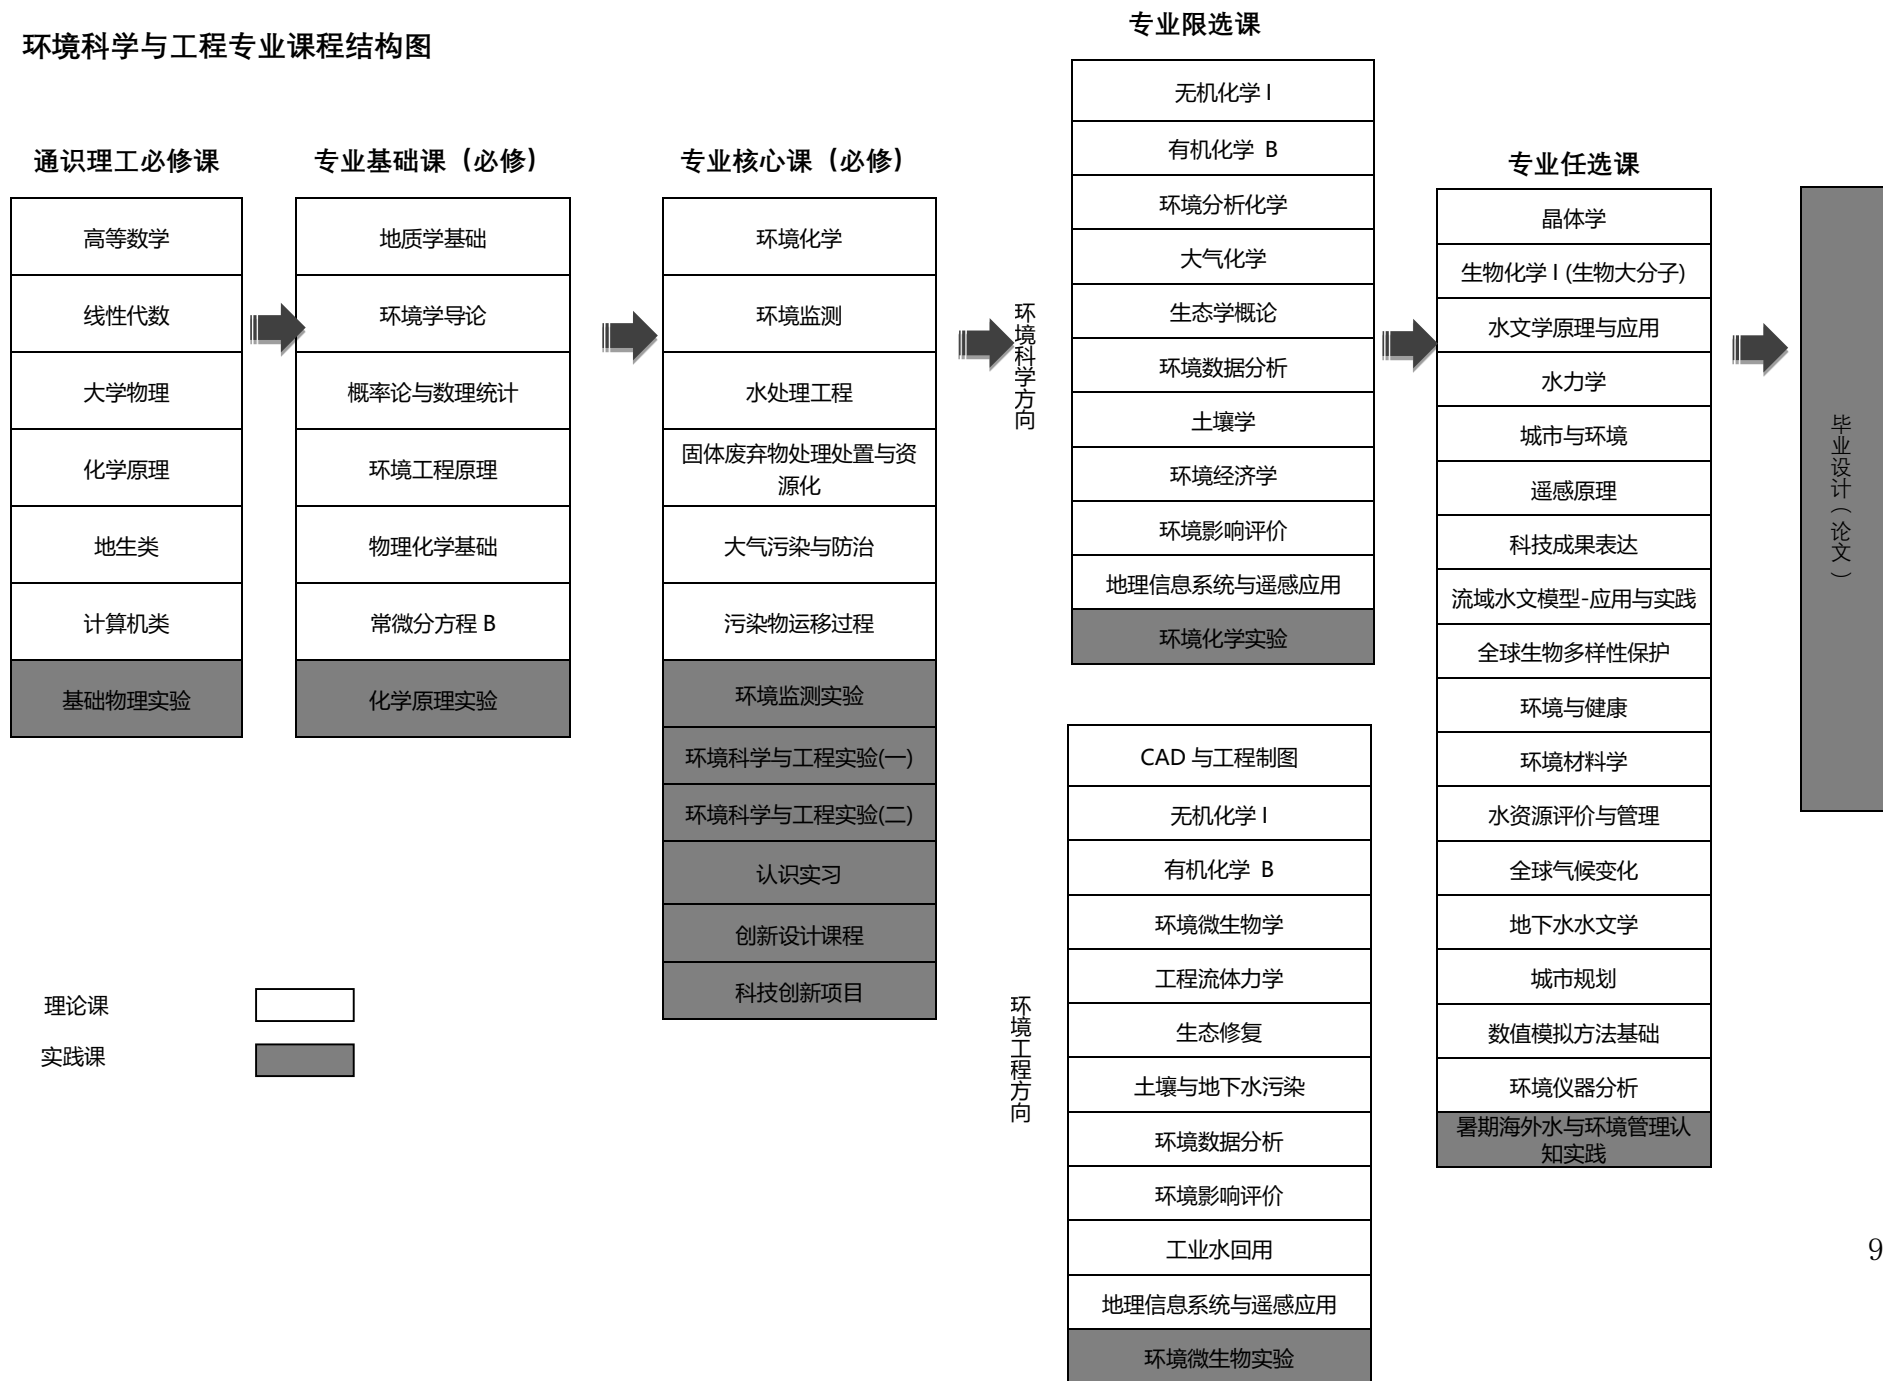 环境科学与工程专业课程结构图
通识理工必修课
高等数学
线性代数
大学物理
化学原理
地生类
计算机类
基础物理实验
专业基础课（必修）
地质学基础
环境学导论
概率论与数理统计
环境工程原理
物理化学基础
常微分方程 B
化学原理实验
专业核心课（必修）
环境化学
环境监测
水处理工程
固体废弃物处理处置与资
源化
大气污染与防治
污染物运移过程
环境监测实验
环境科学与工程实验(一)
环境科学与工程实验(二)
认识实习
创新设计课程
科技创新项目
专业限选课
环境科学方向
无机化学 I
有机化学 B
环境分析化学
大气化学
生态学概论
环境数据分析
土壤学
环境经济学
环境影响评价
地理信息系统与遥感应用
环境化学实验
环境工程方向
CAD 与工程制图
无机化学 I
有机化学 B
环境微生物学
工程流体力学
生态修复
土壤与地下水污染
环境数据分析
环境影响评价
工业水回用
地理信息系统与遥感应用
环境微生物实验
专业任选课
晶体学
生物化学 I (生物大分子)
水文学原理与应用
水力学
城市与环境
遥感原理
科技成果表达
流域水文模型-应用与实践
全球生物多样性保护
环境与健康
环境材料学
水资源评价与管理
全球气候变化
地下水水文学
城市规划
数值模拟方法基础
环境仪器分析
暑期海外水与环境管理认
知实践
毕业设计（论文）
理论课
实践课
9